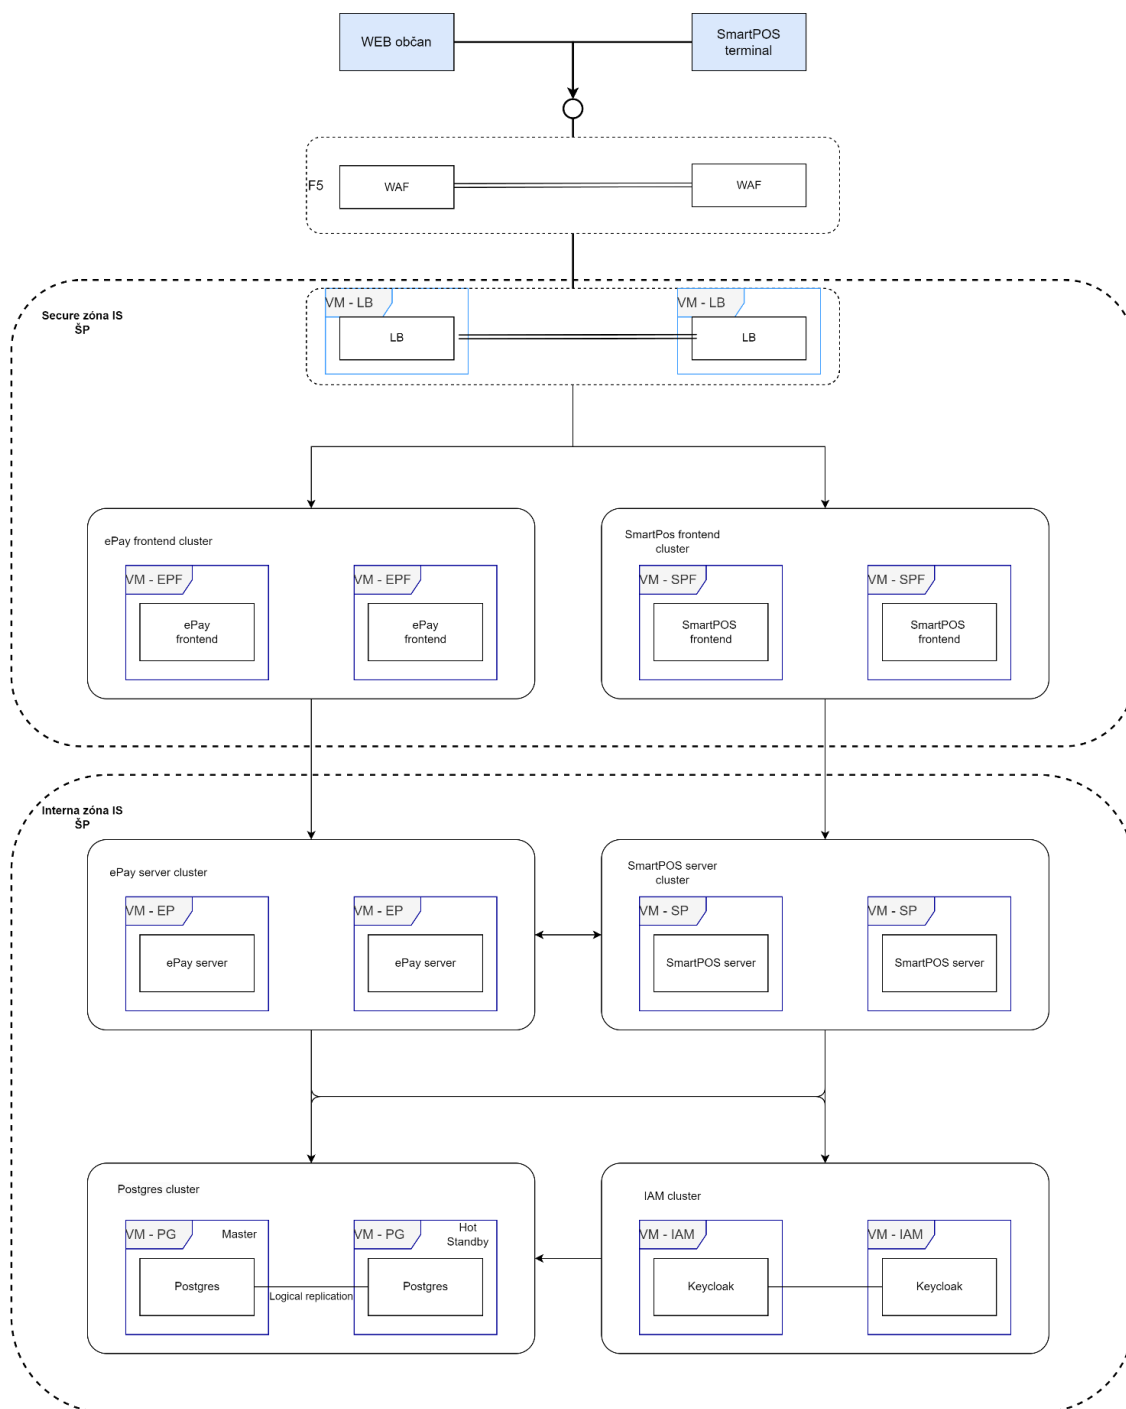 WEB občan
SmartPOS
terminal
F5
WAF
WAF
Secure zóna IS
ŠP
VM - LB
LB
VM - LB
LB
ePay frontend cluster
VM - EPF
ePay
frontend
VM - EPF
ePay
frontend
SmartPos frontend
cluster
VM - SPF
SmartPOS
frontend
VM - SPF
SmartPOS
frontend
Interna zóna IS
ŠP
ePay server cluster
VM - EP
ePay server
VM - EP
ePay server
SmartPOS server
cluster
VM - SP
SmartPOS server
VM - SP
SmartPOS server
Postgres cluster
VM - PG
Master
Postgres
Logical replication
VM - PG
Hot
Standby
Postgres
IAM cluster
VM - IAM
Keycloak
VM - IAM
Keycloak